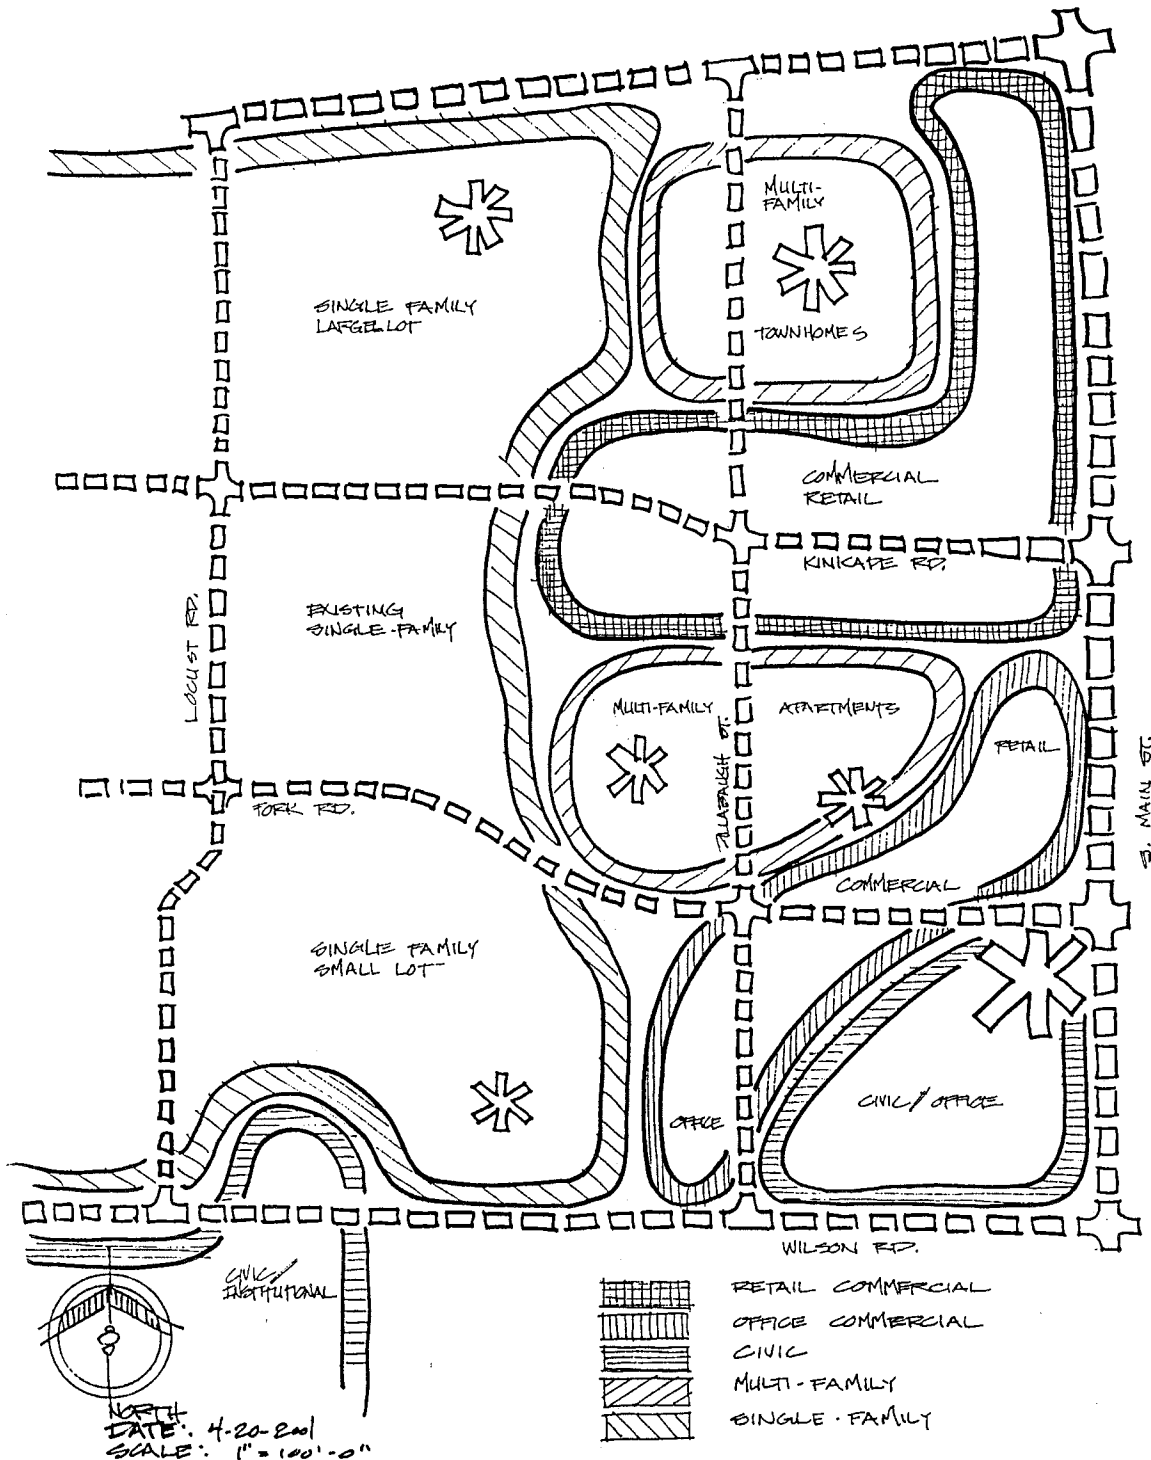 MULTI-
FAMILY
SINGLE FAMILY
LARGE LOT
TOWNHOMES
COMMERCIAL
RETAIL
KINKADE RD.
LOCUST RD.
EXISTING
SINGLE-FAMILY
MULTI-FAMILY
APARTMENTS
RETAIL
S. MAIN ST.
FORK RD.
COMMERCIAL
SINGLE FAMILY
SMALL LOT
CIVIC/OFFICE
OFFICE
WILSON RD.
CIVIC/
INSTITUTIONAL
RETAIL COMMERCIAL
OFFICE COMMERCIAL
CIVIC
MULTI-FAMILY
SINGLE-FAMILY
NORTH
DATE: 4-20-2001
SCALE: 1" = 100'-0"